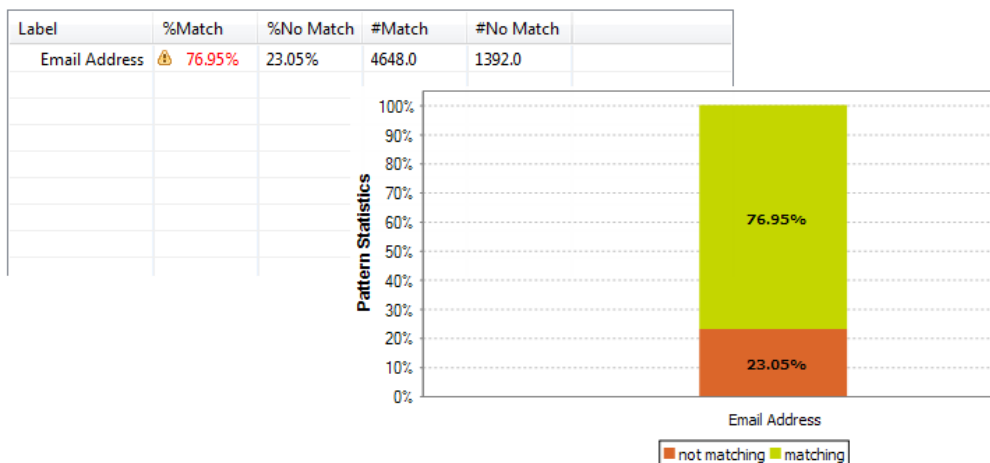 Label %Match %No Match #Match #No Match
Email Address 76.95% 23.05% 4648.0 1392.0
Pattern Statistics
100%
90%
80%
70%
60%
50%
40%
30%
20%
10%
0%
76.95%
23.05%
Email Address
not matching matching